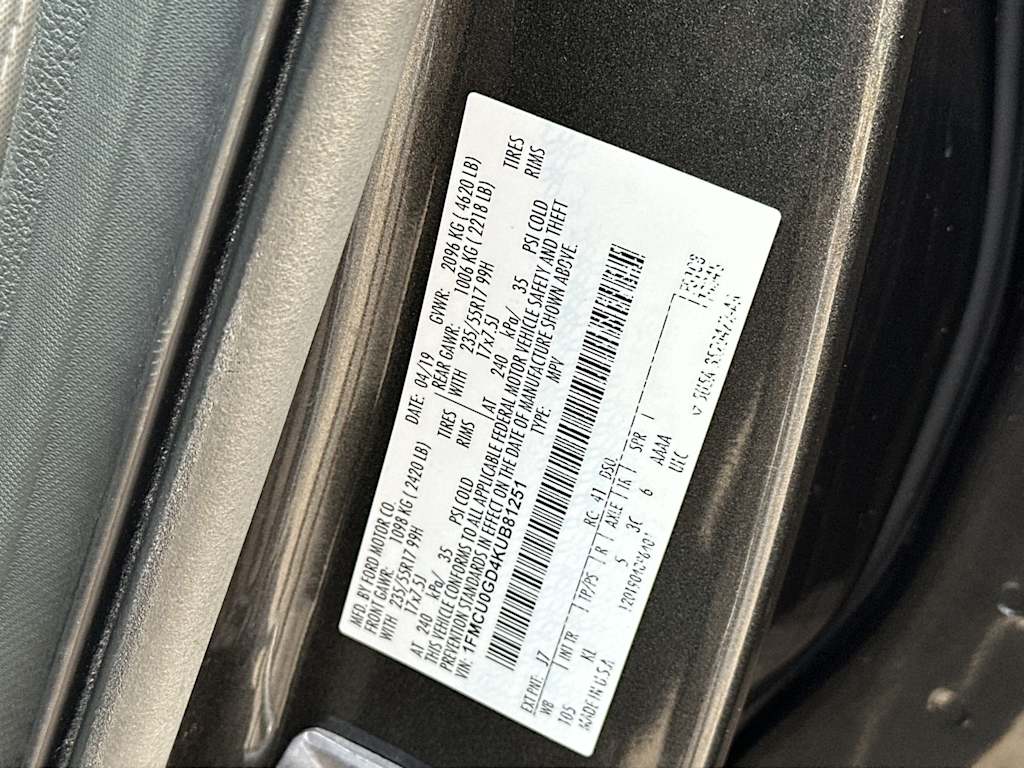 MFD. BY FORD MOTOR CO.
DATE: 04/19 GVWR: 2096 KG ( 4620 LB)
FRONT GAWR: 1098 KG ( 2420 LB) REAR GAWR: 1006 KG ( 2218 LB)
WITH 235/55R17 99H TIRES WITH 235/55R17 99H TIRES
17x7.5J RIMS 17x7.5J RIMS
AT 240 kPa/ 35 PSI COLD AT 240 kPa/ 35 PSI COLD
THIS VEHICLE CONFORMS TO ALL APPLICABLE FEDERAL MOTOR VEHICLE SAFETY AND THEFT
PREVENTION STANDARDS IN EFFECT ON THE DATE OF MANUFACTURE SHOWN ABOVE.
VIN: 1FMCU0GD4KUB81251 TYPE: MPV
EXT PNT: J7 RC: 41 DSO:
WB INT TR TP/PS R AXLE TR SPR
105 KL 5 3C 6 AAAA
MADE IN U.S.A. UTC